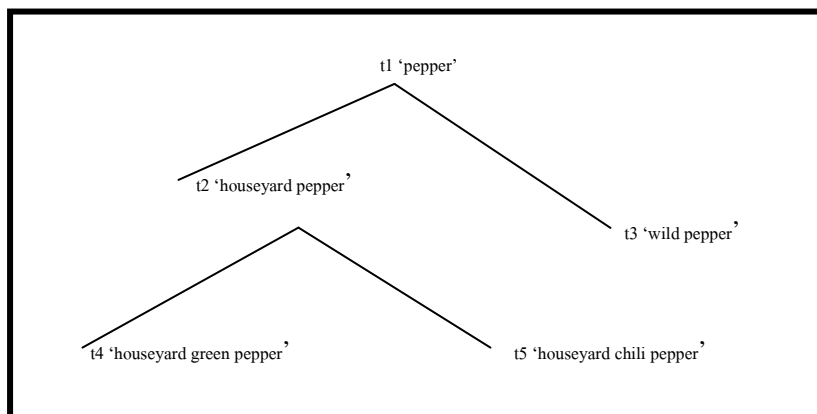 t1 ‘pepper’
t2 ‘houseyard pepper’
t3 ‘wild pepper’
t4 ‘houseyard green pepper’
t5 ‘houseyard chili pepper’